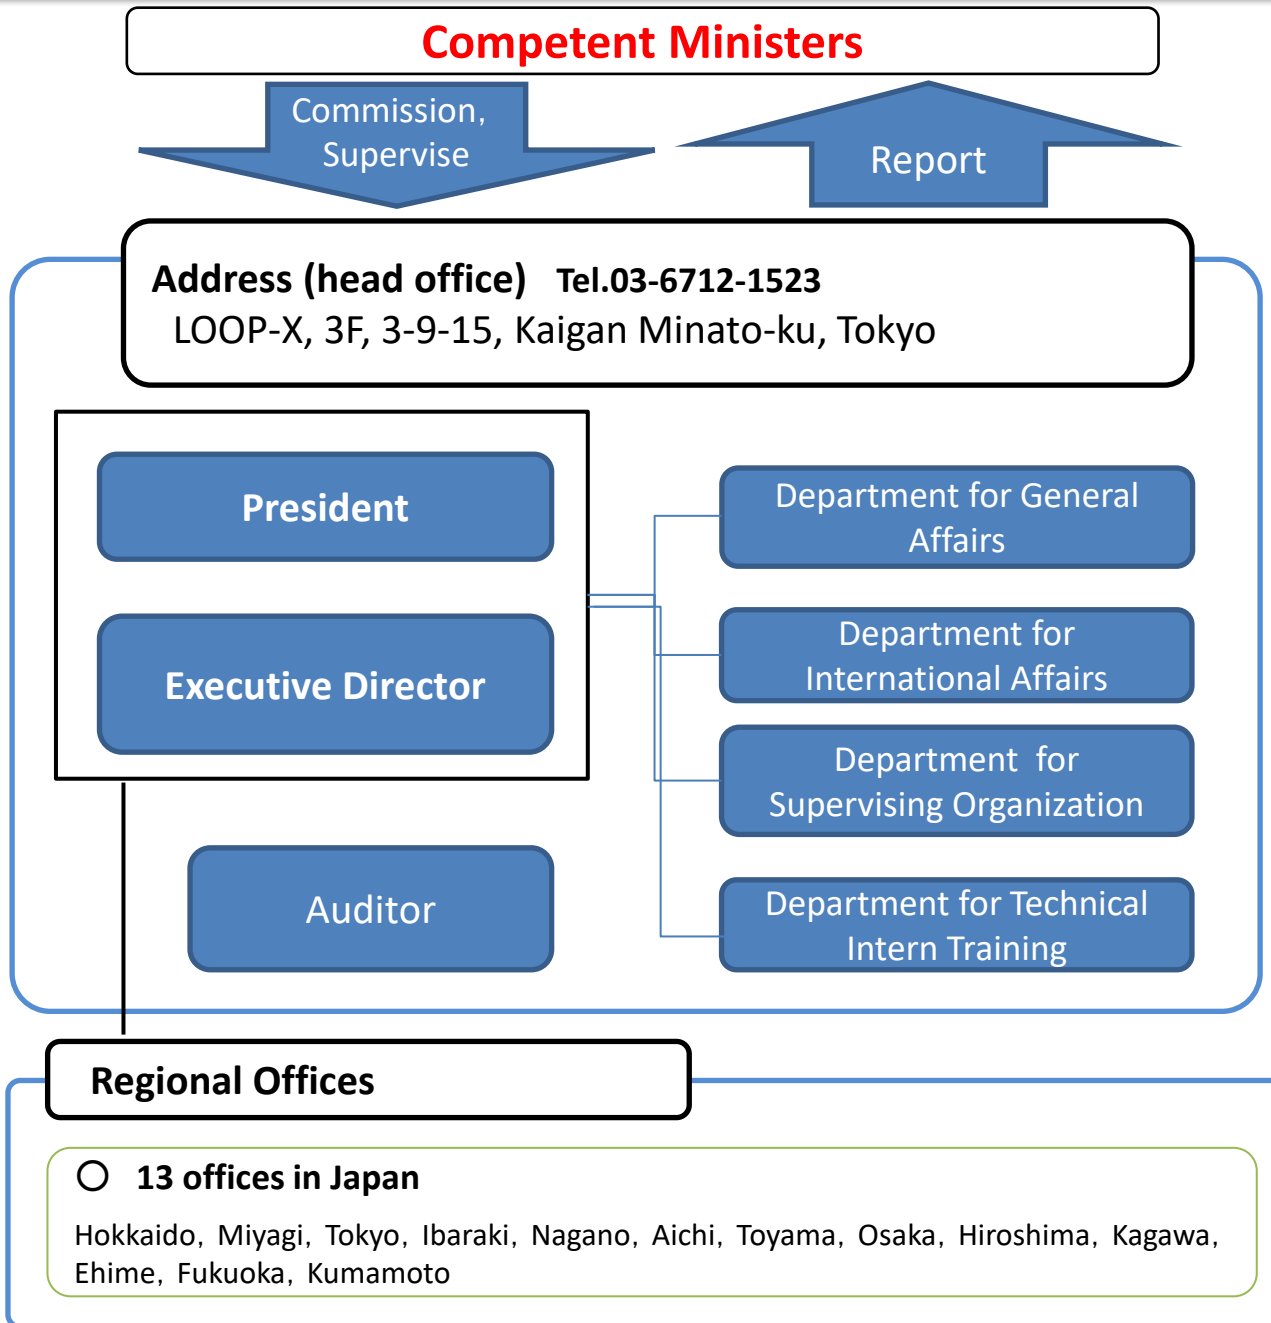 Competent Ministers
Commission,
Supervise
Report
Address (head office) Tel.03-6712-1523
LOOP-X, 3F, 3-9-15, Kaigan Minato-ku, Tokyo
President
Executive Director
Auditor
Department for General
Affairs
Department for
International Affairs
Department for
Supervising Organization
Department for Technical
Intern Training
Regional Offices
○ 13 offices in Japan
Hokkaido, Miyagi, Tokyo, Ibaraki, Nagano, Aichi, Toyama, Osaka, Hiroshima, Kagawa,
Ehime, Fukuoka, Kumamoto